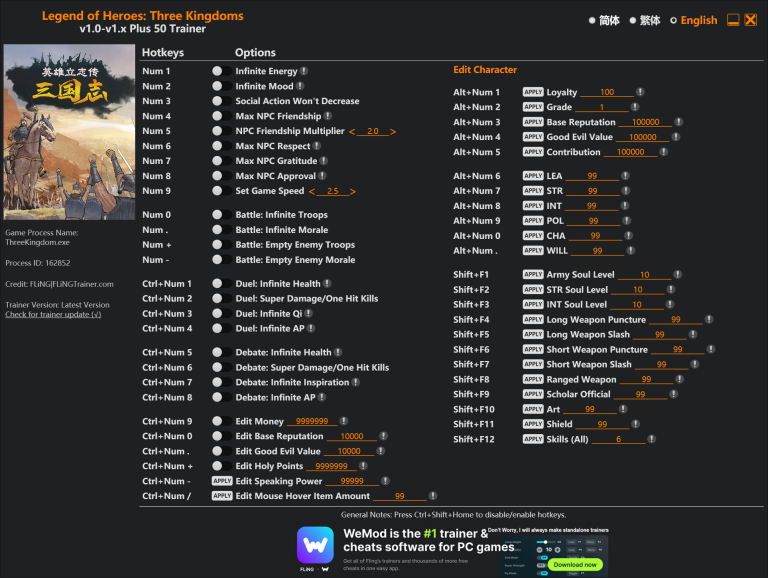 Legend of Heroes: Three Kingdoms
v1.0-v1.x Plus 50 Trainer
简体
繁体
English
英雄立志传
三国志
Game Process Name:
ThreeKingdom.exe
Process ID: 162852
Credit: FLiNG|FLiNGTrainer.com
Trainer Version: Latest Version
Check for trainer update (√)
Hotkeys Options
Num 1 Infinite Energy !
Num 2 Infinite Mood !
Num 3 Social Action Won't Decrease
Num 4 Max NPC Friendship !
Num 5 NPC Friendship Multiplier < 2.0 >
Num 6 Max NPC Respect !
Num 7 Max NPC Gratitude !
Num 8 Max NPC Approval !
Num 9 Set Game Speed < 2.5 >
Num 0 Battle: Infinite Troops
Num . Battle: Infinite Morale
Num + Battle: Empty Enemy Troops
Num - Battle: Empty Enemy Morale
Ctrl+Num 1 Duel: Infinite Health !
Ctrl+Num 2 Duel: Super Damage/One Hit Kills
Ctrl+Num 3 Duel: Infinite Qi !
Ctrl+Num 4 Duel: Infinite AP !
Ctrl+Num 5 Debate: Infinite Health !
Ctrl+Num 6 Debate: Super Damage/One Hit Kills
Ctrl+Num 7 Debate: Infinite Inspiration !
Ctrl+Num 8 Debate: Infinite AP !
Ctrl+Num 9 Edit Money 9999999 !
Ctrl+Num 0 Edit Base Reputation 10000 !
Ctrl+Num . Edit Good Evil Value 10000 !
Ctrl+Num + Edit Holy Points 9999999 !
Ctrl+Num - APPLY Edit Speaking Power 99999 !
Ctrl+Num / APPLY Edit Mouse Hover Item Amount 99 !
Edit Character
Alt+Num 1 APPLY Loyalty 100 !
Alt+Num 2 APPLY Grade 1 !
Alt+Num 3 APPLY Base Reputation 100000 !
Alt+Num 4 APPLY Good Evil Value 100000 !
Alt+Num 5 APPLY Contribution 100000 !
Alt+Num 6 APPLY LEA 99 !
Alt+Num 7 APPLY STR 99 !
Alt+Num 8 APPLY INT 99 !
Alt+Num 9 APPLY POL 99 !
Alt+Num 0 APPLY CHA 99 !
Alt+Num . APPLY WILL 99 !
Shift+F1 APPLY Army Soul Level 10 !
Shift+F2 APPLY STR Soul Level 10 !
Shift+F3 APPLY INT Soul Level 10 !
Shift+F4 APPLY Long Weapon Puncture 99 !
Shift+F5 APPLY Long Weapon Slash 99 !
Shift+F6 APPLY Short Weapon Puncture 99 !
Shift+F7 APPLY Short Weapon Slash 99 !
Shift+F8 APPLY Ranged Weapon 99 !
Shift+F9 APPLY Scholar Official 99 !
Shift+F10 APPLY Art 99 !
Shift+F11 APPLY Shield 99 !
Shift+F12 APPLY Skills (All) 6 !
General Notes: Press Ctrl+Shift+Home to disable/enable hotkeys.
FLiNG
WeMod is the #1 trainer &
cheats software for PC games
Get all of Fling's trainers and thousands of more free
cheats in one easy app.
Don't Worry, I will always make standalone trainers
10
Download now